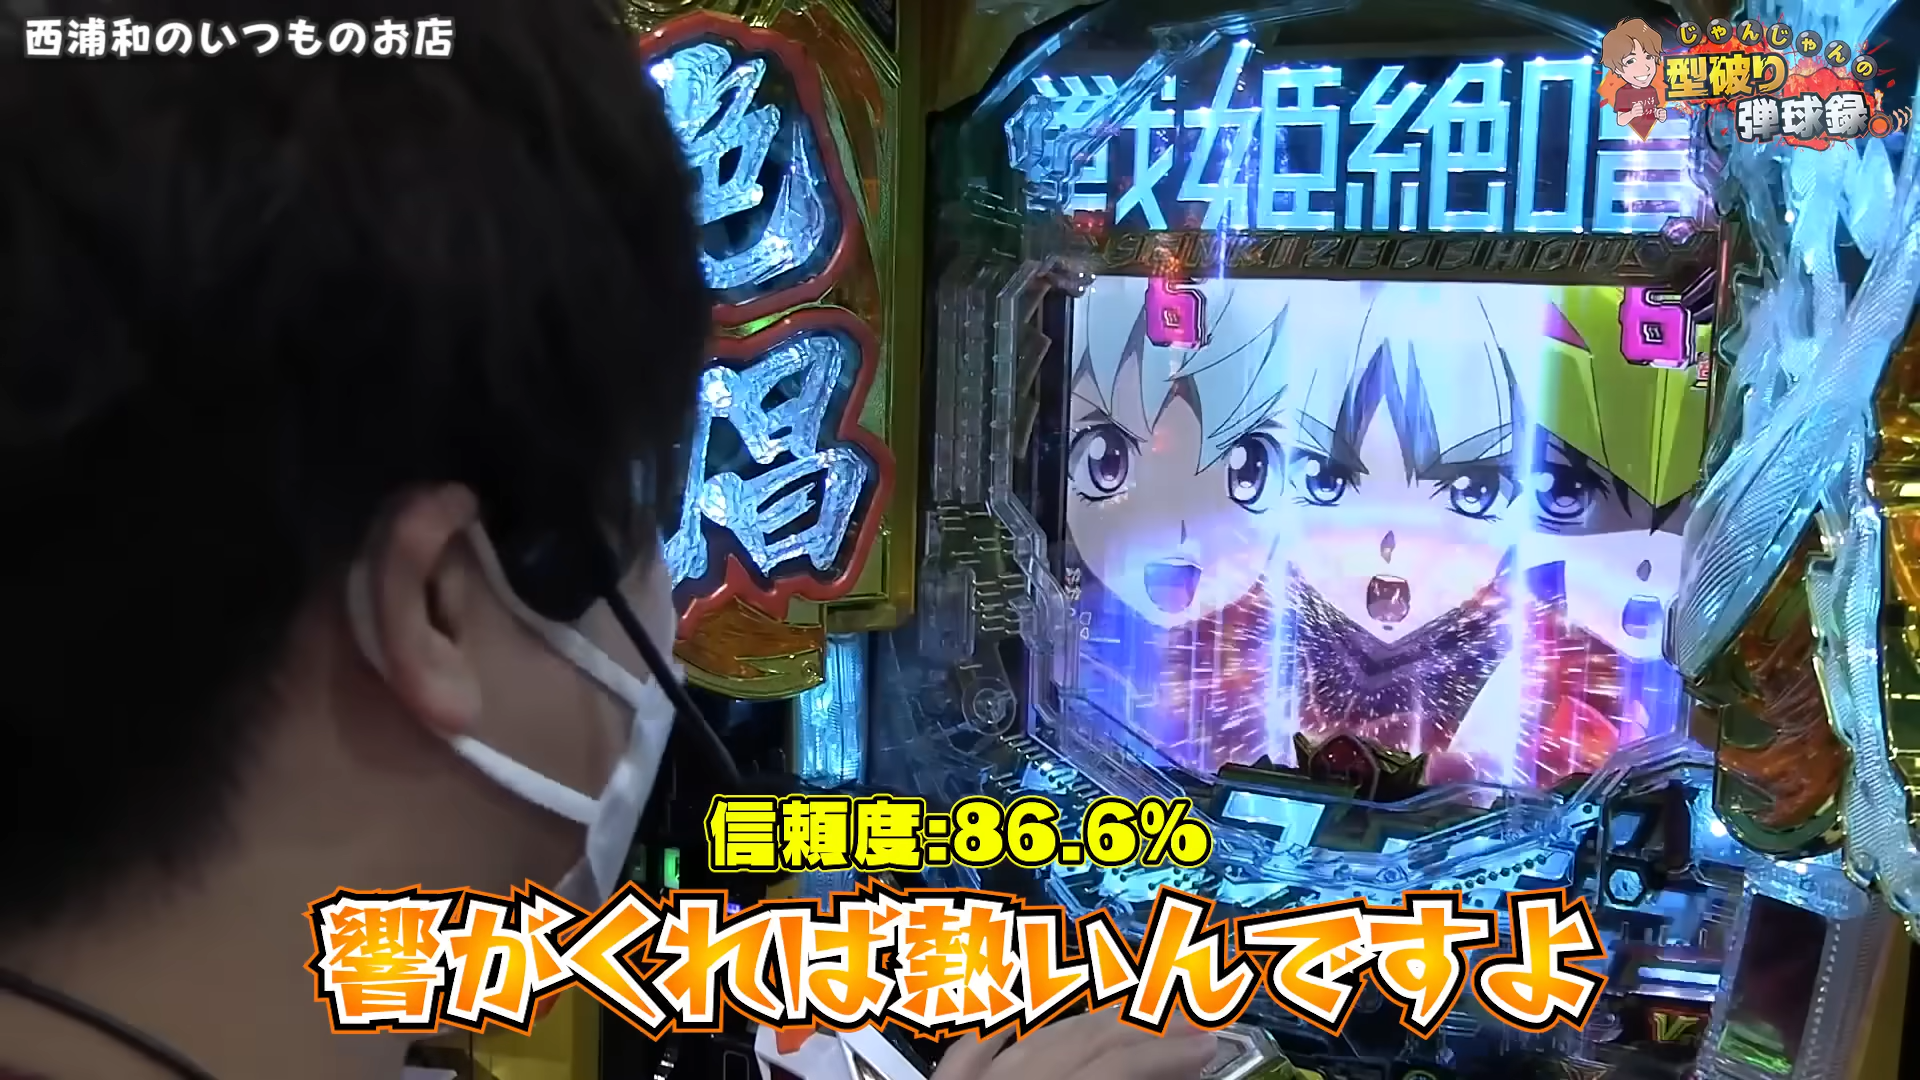 西浦和のいつものお店
じゃんじゃんの
型破り
弾球録
戦姫絶唱
SENKIZESSHOU
絶
唱
6 6
信頼度:86.6%
響がくれば熱いんですよ